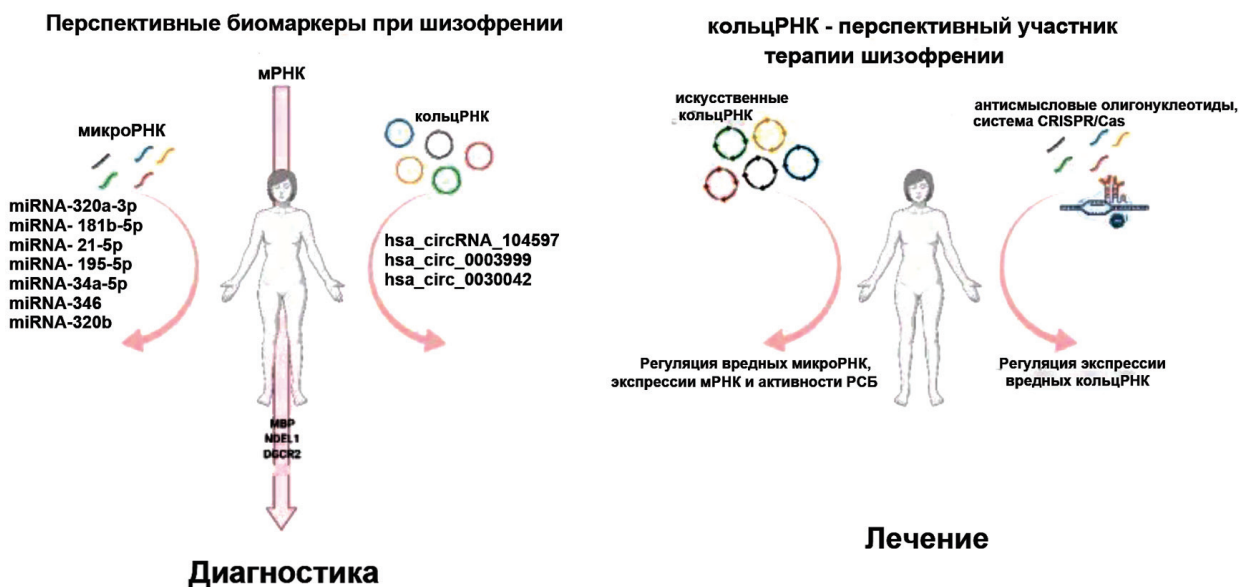 Перспективные биомаркеры при шизофрении
мРНК
микроРНК
кольцРНК
miRNA-320a-3p
miRNA- 181b-5p
miRNA- 21-5p
miRNA- 195-5p
miRNA-34a-5p
miRNA-346
miRNA-320b
hsa_circRNA_104597
hsa_circ_0003999
hsa_circ_0030042
MBP
NDEL1
DGCR2
Диагностика
кольцРНК - перспективный участник
терапии шизофрении
искусственные
кольцРНК
антисмысловые олигонуклеотиды,
система CRISPR/Cas
Регуляция вредных микроРНК,
экспрессии мРНК и активности РСБ
Регуляция экспрессии
вредных кольцРНК
Лечение